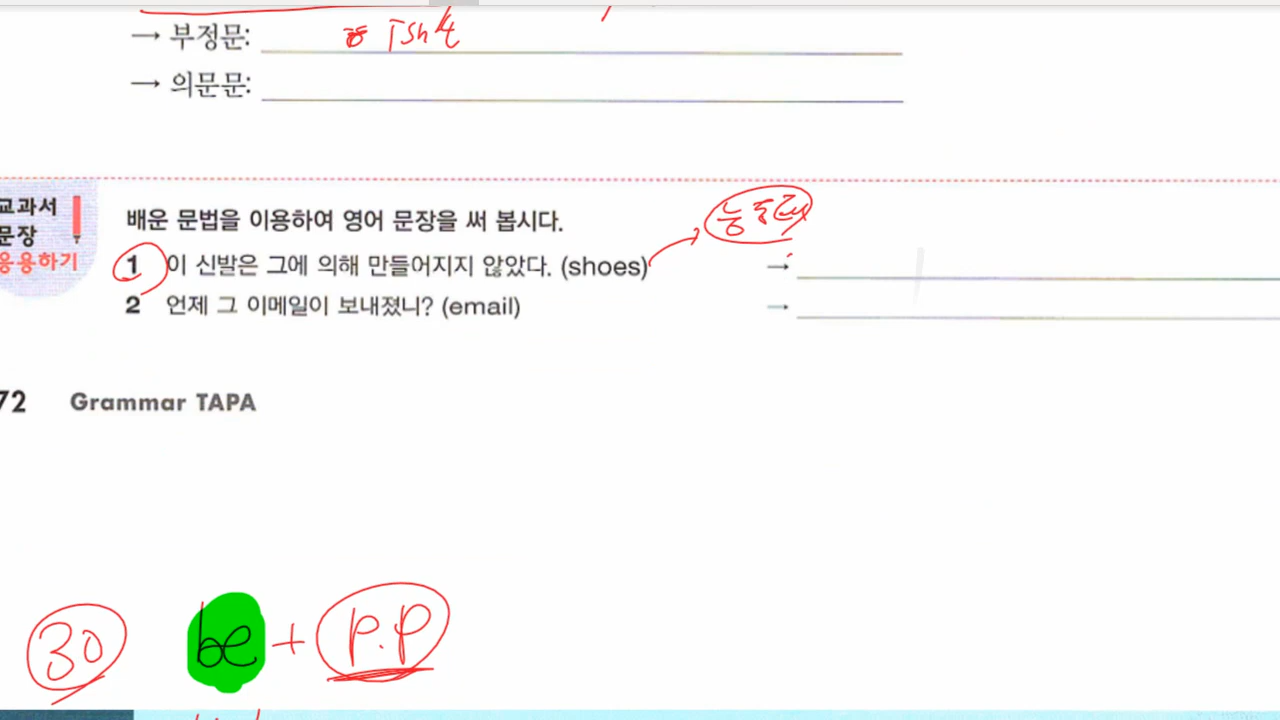 → 부정문:
→ 의문문:
교과서
문장
응용하기
배운 문법을 이용하여 영어 문장을 써 봅시다.
능동태
1 이 신발은 그에 의해 만들어지지 않았다. (shoes) →
2 언제 그 이메일이 보내졌니? (email) →
72 Grammar TAPA
30 be + p.p